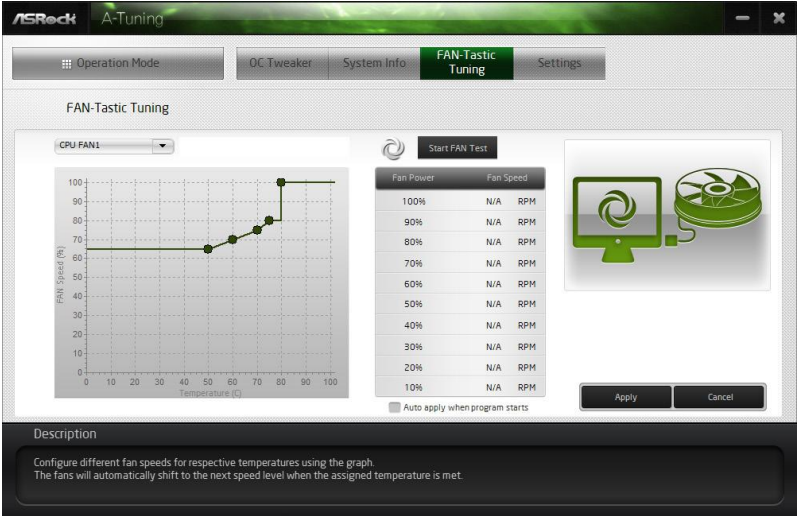 ASRock A-Tuning
Operation Mode OC Tweaker System Info FAN-Tastic Tuning Settings
FAN-Tastic Tuning
CPU FAN1
Start FAN Test
FAN Speed (%)
100
90
80
70
60
50
40
30
20
10
0
0 10 20 30 40 50 60 70 80 90 100
Temperature (C)
Fan Power Fan Speed
100% N/A RPM
90% N/A RPM
80% N/A RPM
70% N/A RPM
60% N/A RPM
50% N/A RPM
40% N/A RPM
30% N/A RPM
20% N/A RPM
10% N/A RPM
Auto apply when program starts
Apply Cancel
Description
Configure different fan speeds for respective temperatures using the graph.
The fans will automatically shift to the next speed level when the assigned temperature is met.